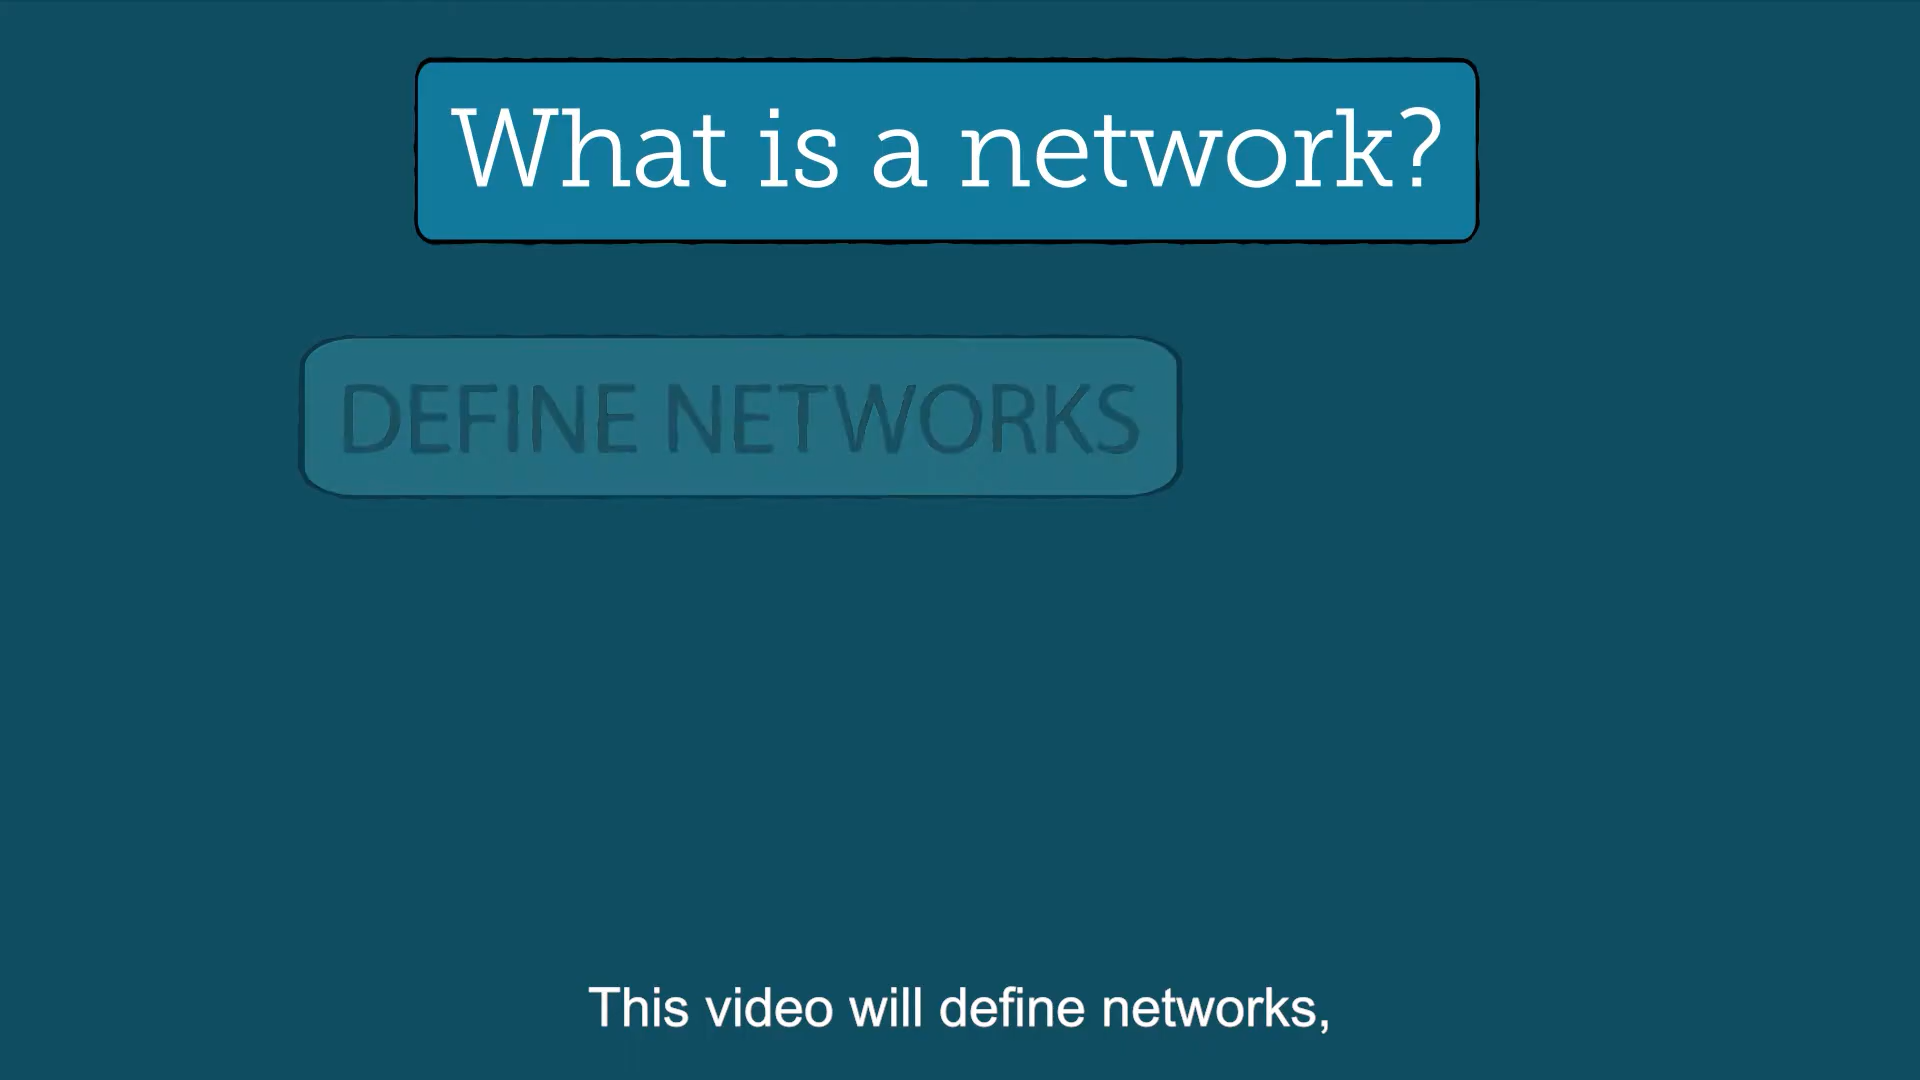 What is a network?
DEFINE NETWORKS
This video will define networks,